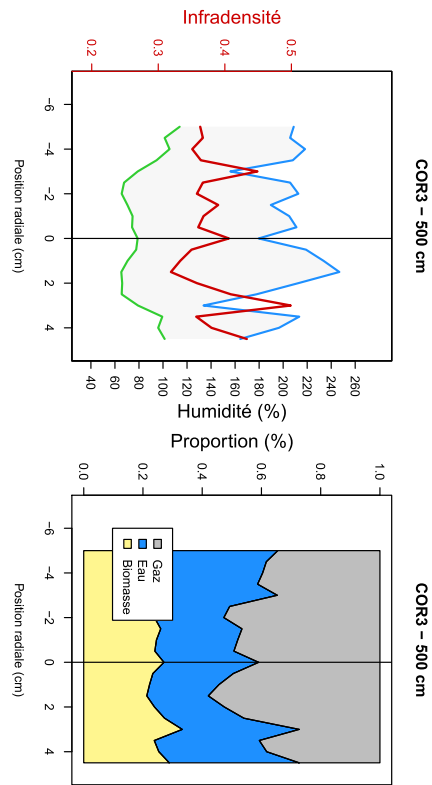 Infradensité
0.2 0.3 0.4 0.5
COR3 − 500 cm
−6 −4 −2 0 2 4
Position radiale (cm)
40 60 80 100 120 140 160 180 200 220 240 260
Humidité (%)
Proportion (%)
0.0 0.2 0.4 0.6 0.8 1.0
COR3 − 500 cm
Gaz
Eau
Biomasse
−6 −4 −2 0 2 4
Position radiale (cm)